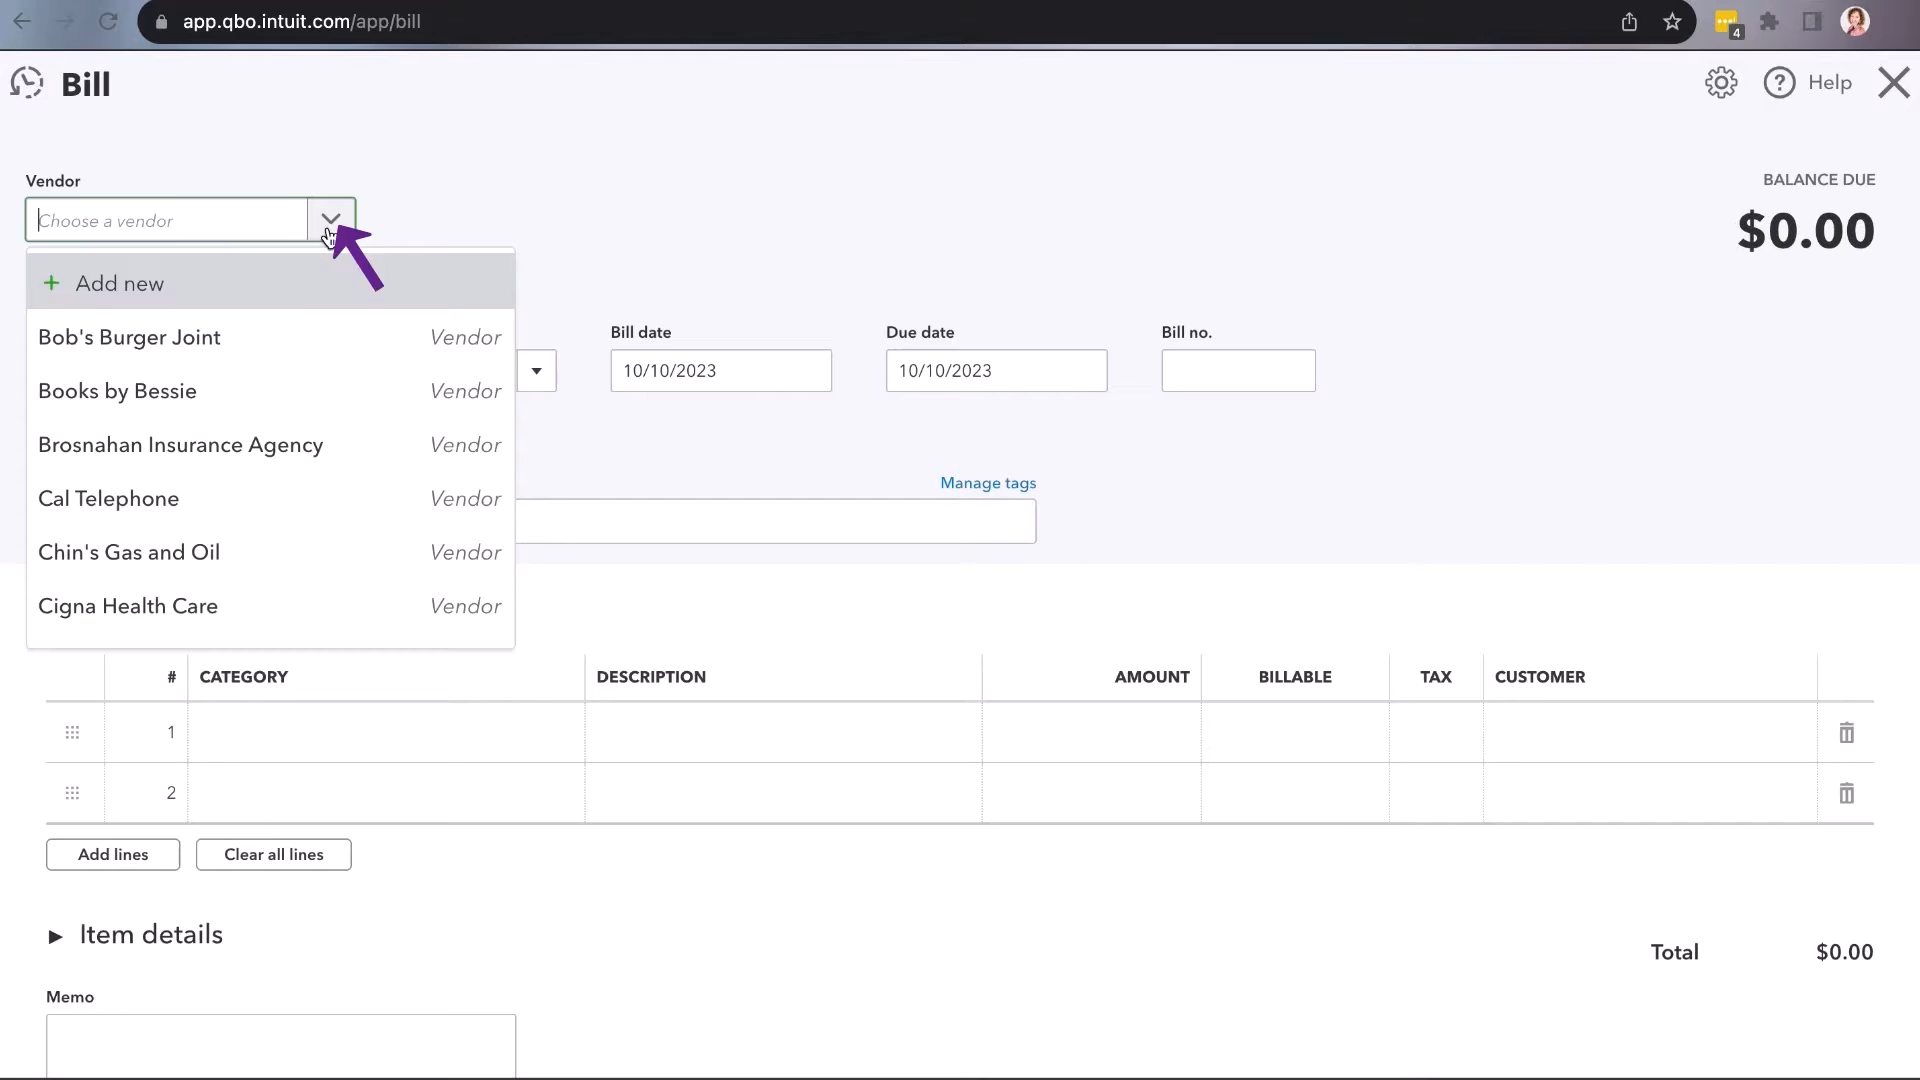 app.qbo.intuit.com/app/bill
4
Bill
? Help
Vendor
Choose a vendor
BALANCE DUE
$0.00
+ Add new
Bob's Burger Joint Vendor
Books by Bessie Vendor
Brosnahan Insurance Agency Vendor
Cal Telephone Vendor
Chin's Gas and Oil Vendor
Cigna Health Care Vendor
Bill date
Due date
Bill no.
10/10/2023
10/10/2023
Manage tags
# CATEGORY DESCRIPTION AMOUNT BILLABLE TAX CUSTOMER
1
2
Add lines
Clear all lines
Item details
Total $0.00
Memo